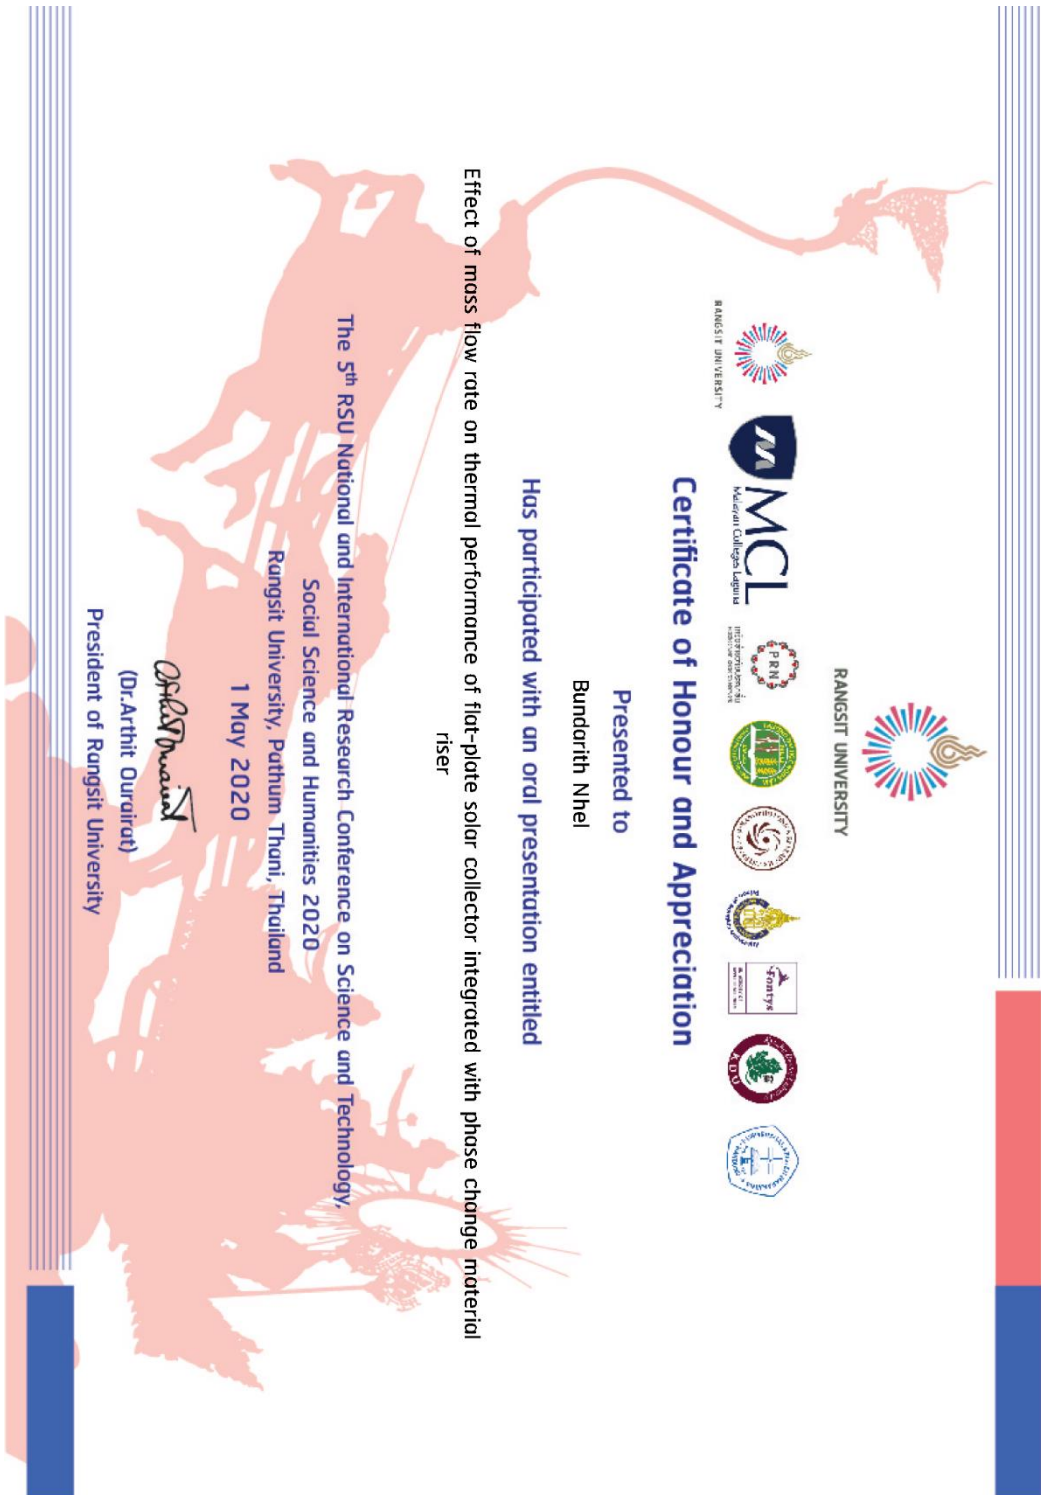 RANGSIT UNIVERSITY
RANGSIT UNIVERSITY
MCL
Malayan Colleges Laguna
PRN
Fontys
KDU
Certificate of Honour and Appreciation
Presented to
Bundarith Nhel
Has participated with an oral presentation entitled
Effect of mass flow rate on thermal performance of flat-plate solar collector integrated with phase change material
riser
The 5th RSU National and International Research Conference on Science and Technology,
Social Science and Humanities 2020
Rangsit University, Pathum Thani, Thailand
1 May 2020
(Dr.Arthit Ourairat)
President of Rangsit University